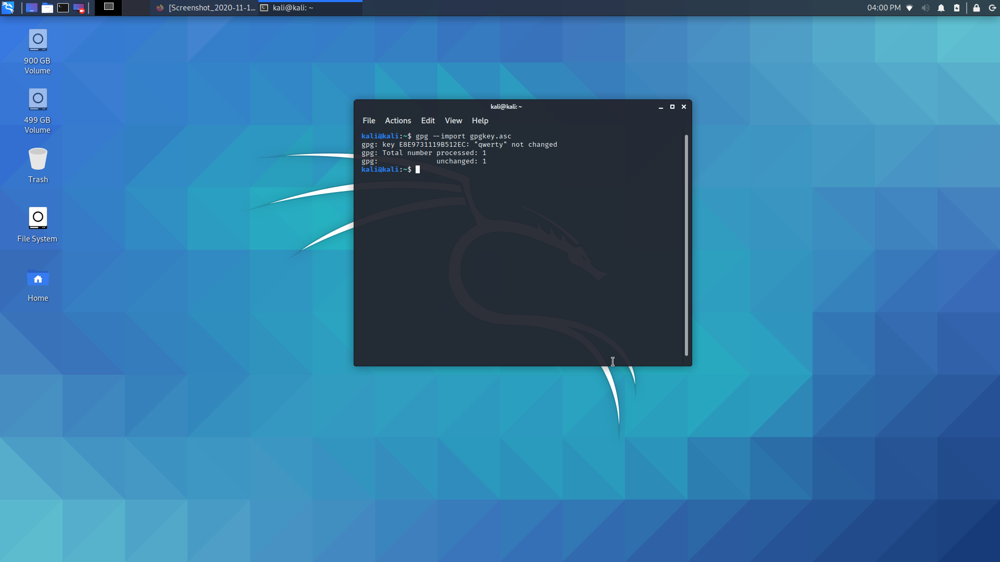 [Screenshot_2020-11-1...
kali@kali: ~
04:00 PM
900 GB
Volume
499 GB
Volume
Trash
File System
Home
kali@kali: ~
File Actions Edit View Help
kali@kali:~$ gpg --import gpgkey.asc
gpg: key E8E9731119B512EC: "qwerty" not changed
gpg: Total number processed: 1
gpg:              unchanged: 1
kali@kali:~$